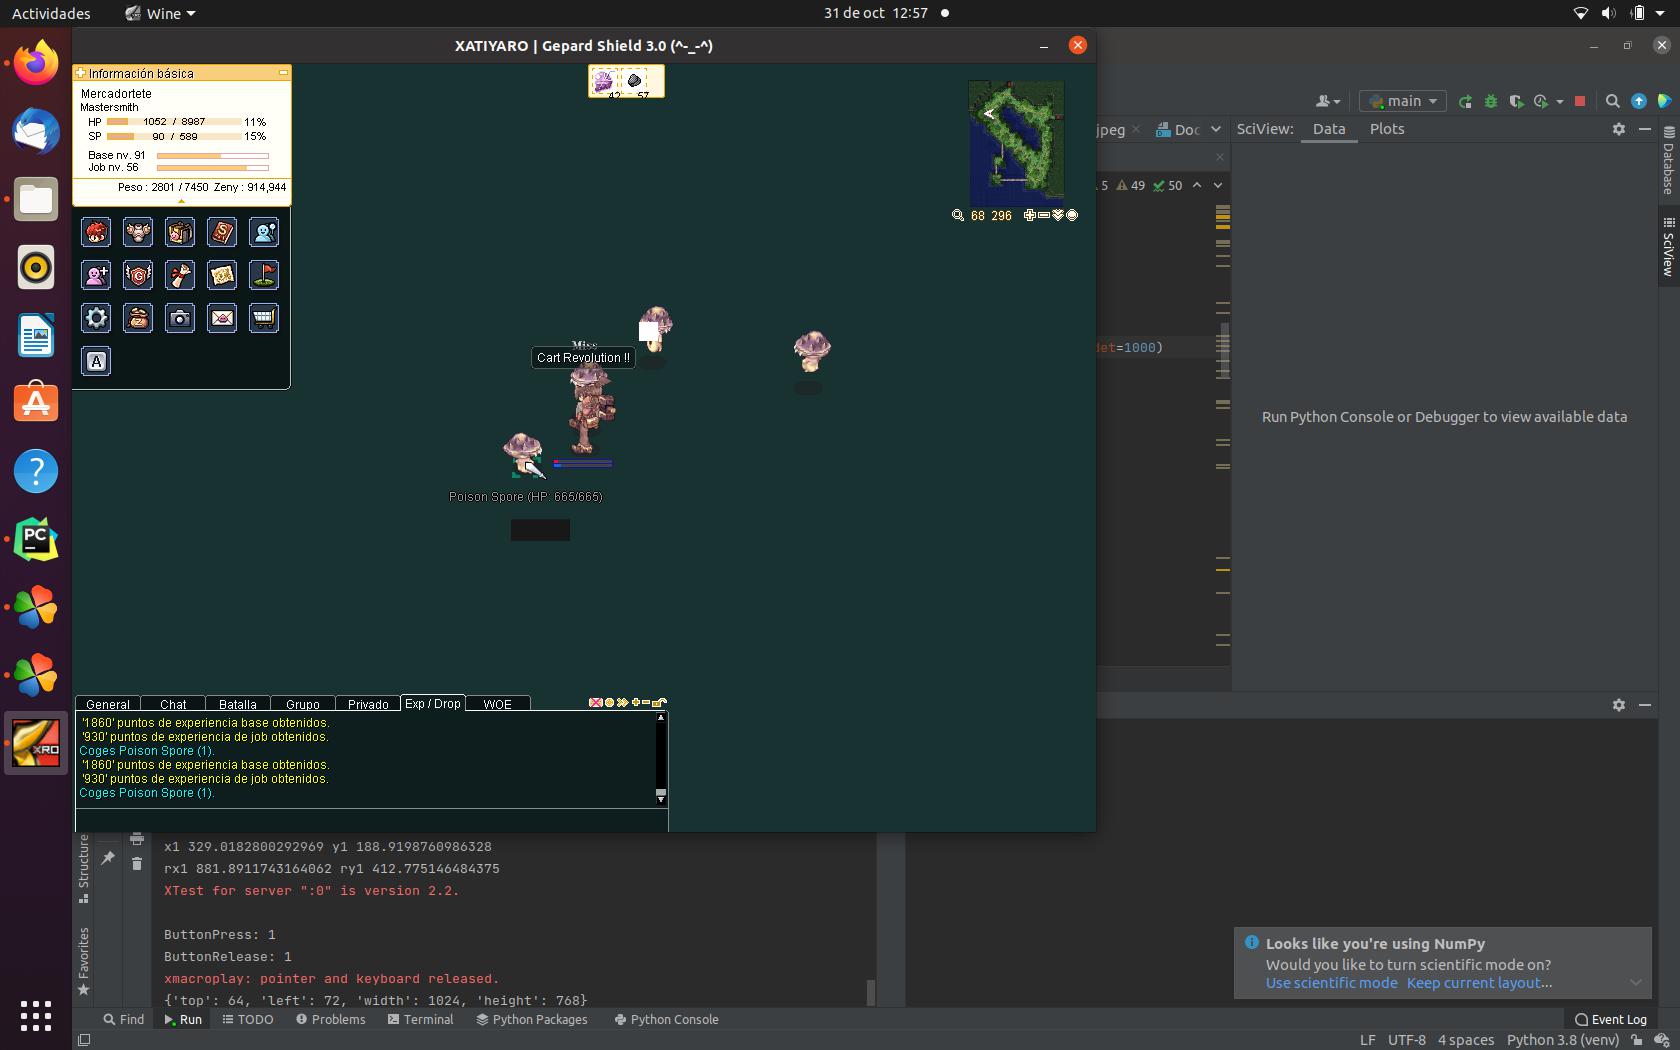 Actividades
Wine
31 de oct 12:57
XATIYARO | Gepard Shield 3.0 (^-_-^)
Información básica
Mercadortete
Mastersmith
HP 1052 / 8987 11%
SP 90 / 589 15%
Base nv. 91
Job nv. 56
Peso : 2801 / 7450 Zeny : 914,944
42 57
68 296
Miss
Cart Revolution !!
Poison Spore (HP: 665/665)
General Chat Batalla Grupo Privado Exp / Drop WOE
'1860' puntos de experiencia base obtenidos.
'930' puntos de experiencia de job obtenidos.
Coges Poison Spore (1).
'1860' puntos de experiencia base obtenidos.
'930' puntos de experiencia de job obtenidos.
Coges Poison Spore (1).
main
jpeg Doc
SciView: Data Plots
5 49 50
det=1000)
Run Python Console or Debugger to view available data
Database
SciView
x1 329.0182800292969 y1 188.9198760986328
rx1 881.8911743164062 ry1 412.775146484375
XTest for server ":0" is version 2.2.
ButtonPress: 1
ButtonRelease: 1
xmacroplay: pointer and keyboard released.
{'top': 64, 'left': 72, 'width': 1024, 'height': 768}
Structure
Favorites
Looks like you're using NumPy
Would you like to turn scientific mode on?
Use scientific mode Keep current layout...
Find Run TODO Problems Terminal Python Packages Python Console
Event Log
LF UTF-8 4 spaces Python 3.8 (venv)
PC
XRO
A